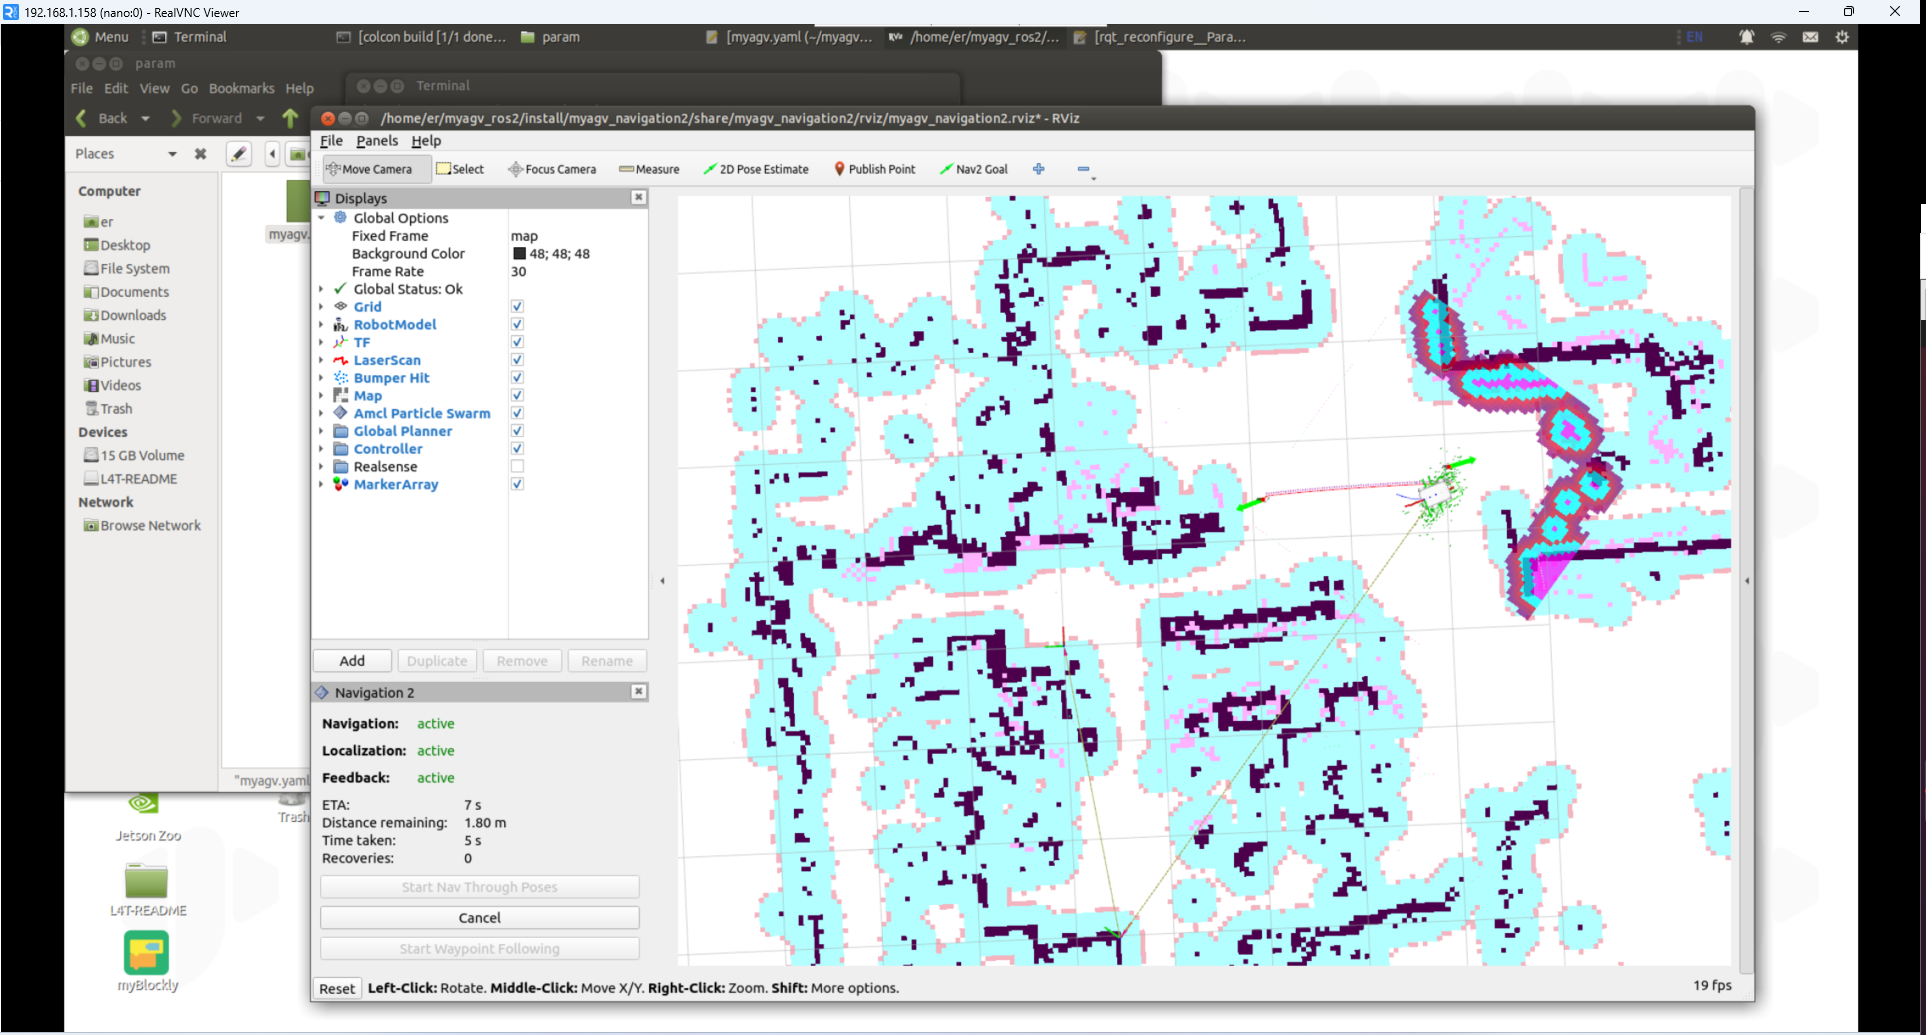 192.168.1.158 (nano:0) - RealVNC Viewer
Menu Terminal [colcon build [1/1 done... param [myagv.yaml (~/myagv... /home/er/myagv_ros2/... [rqt_reconfigure__Para... EN
param
File Edit View Go Bookmarks Help
Terminal
Back Forward
/home/er/myagv_ros2/install/myagv_navigation2/share/myagv_navigation2/rviz/myagv_navigation2.rviz* - RViz
File Panels Help
Move Camera Select Focus Camera Measure 2D Pose Estimate Publish Point Nav2 Goal
Places
Computer
er
Desktop
File System
Documents
Downloads
Music
Pictures
Videos
Trash
Devices
15 GB Volume
L4T-README
Network
Browse Network
myagv.
"myagv.yaml
Displays
Global Options
Fixed Frame map
Background Color 48; 48; 48
Frame Rate 30
Global Status: Ok
Grid
RobotModel
TF
LaserScan
Bumper Hit
Map
Amcl Particle Swarm
Global Planner
Controller
Realsense
MarkerArray
Add Duplicate Remove Rename
Navigation 2
Navigation: active
Localization: active
Feedback: active
ETA: 7 s
Distance remaining: 1.80 m
Time taken: 5 s
Recoveries: 0
Start Nav Through Poses
Cancel
Start Waypoint Following
Reset Left-Click: Rotate. Middle-Click: Move X/Y. Right-Click: Zoom. Shift: More options. 19 fps
Jetson Zoo
Trash
L4T-README
myBlockly